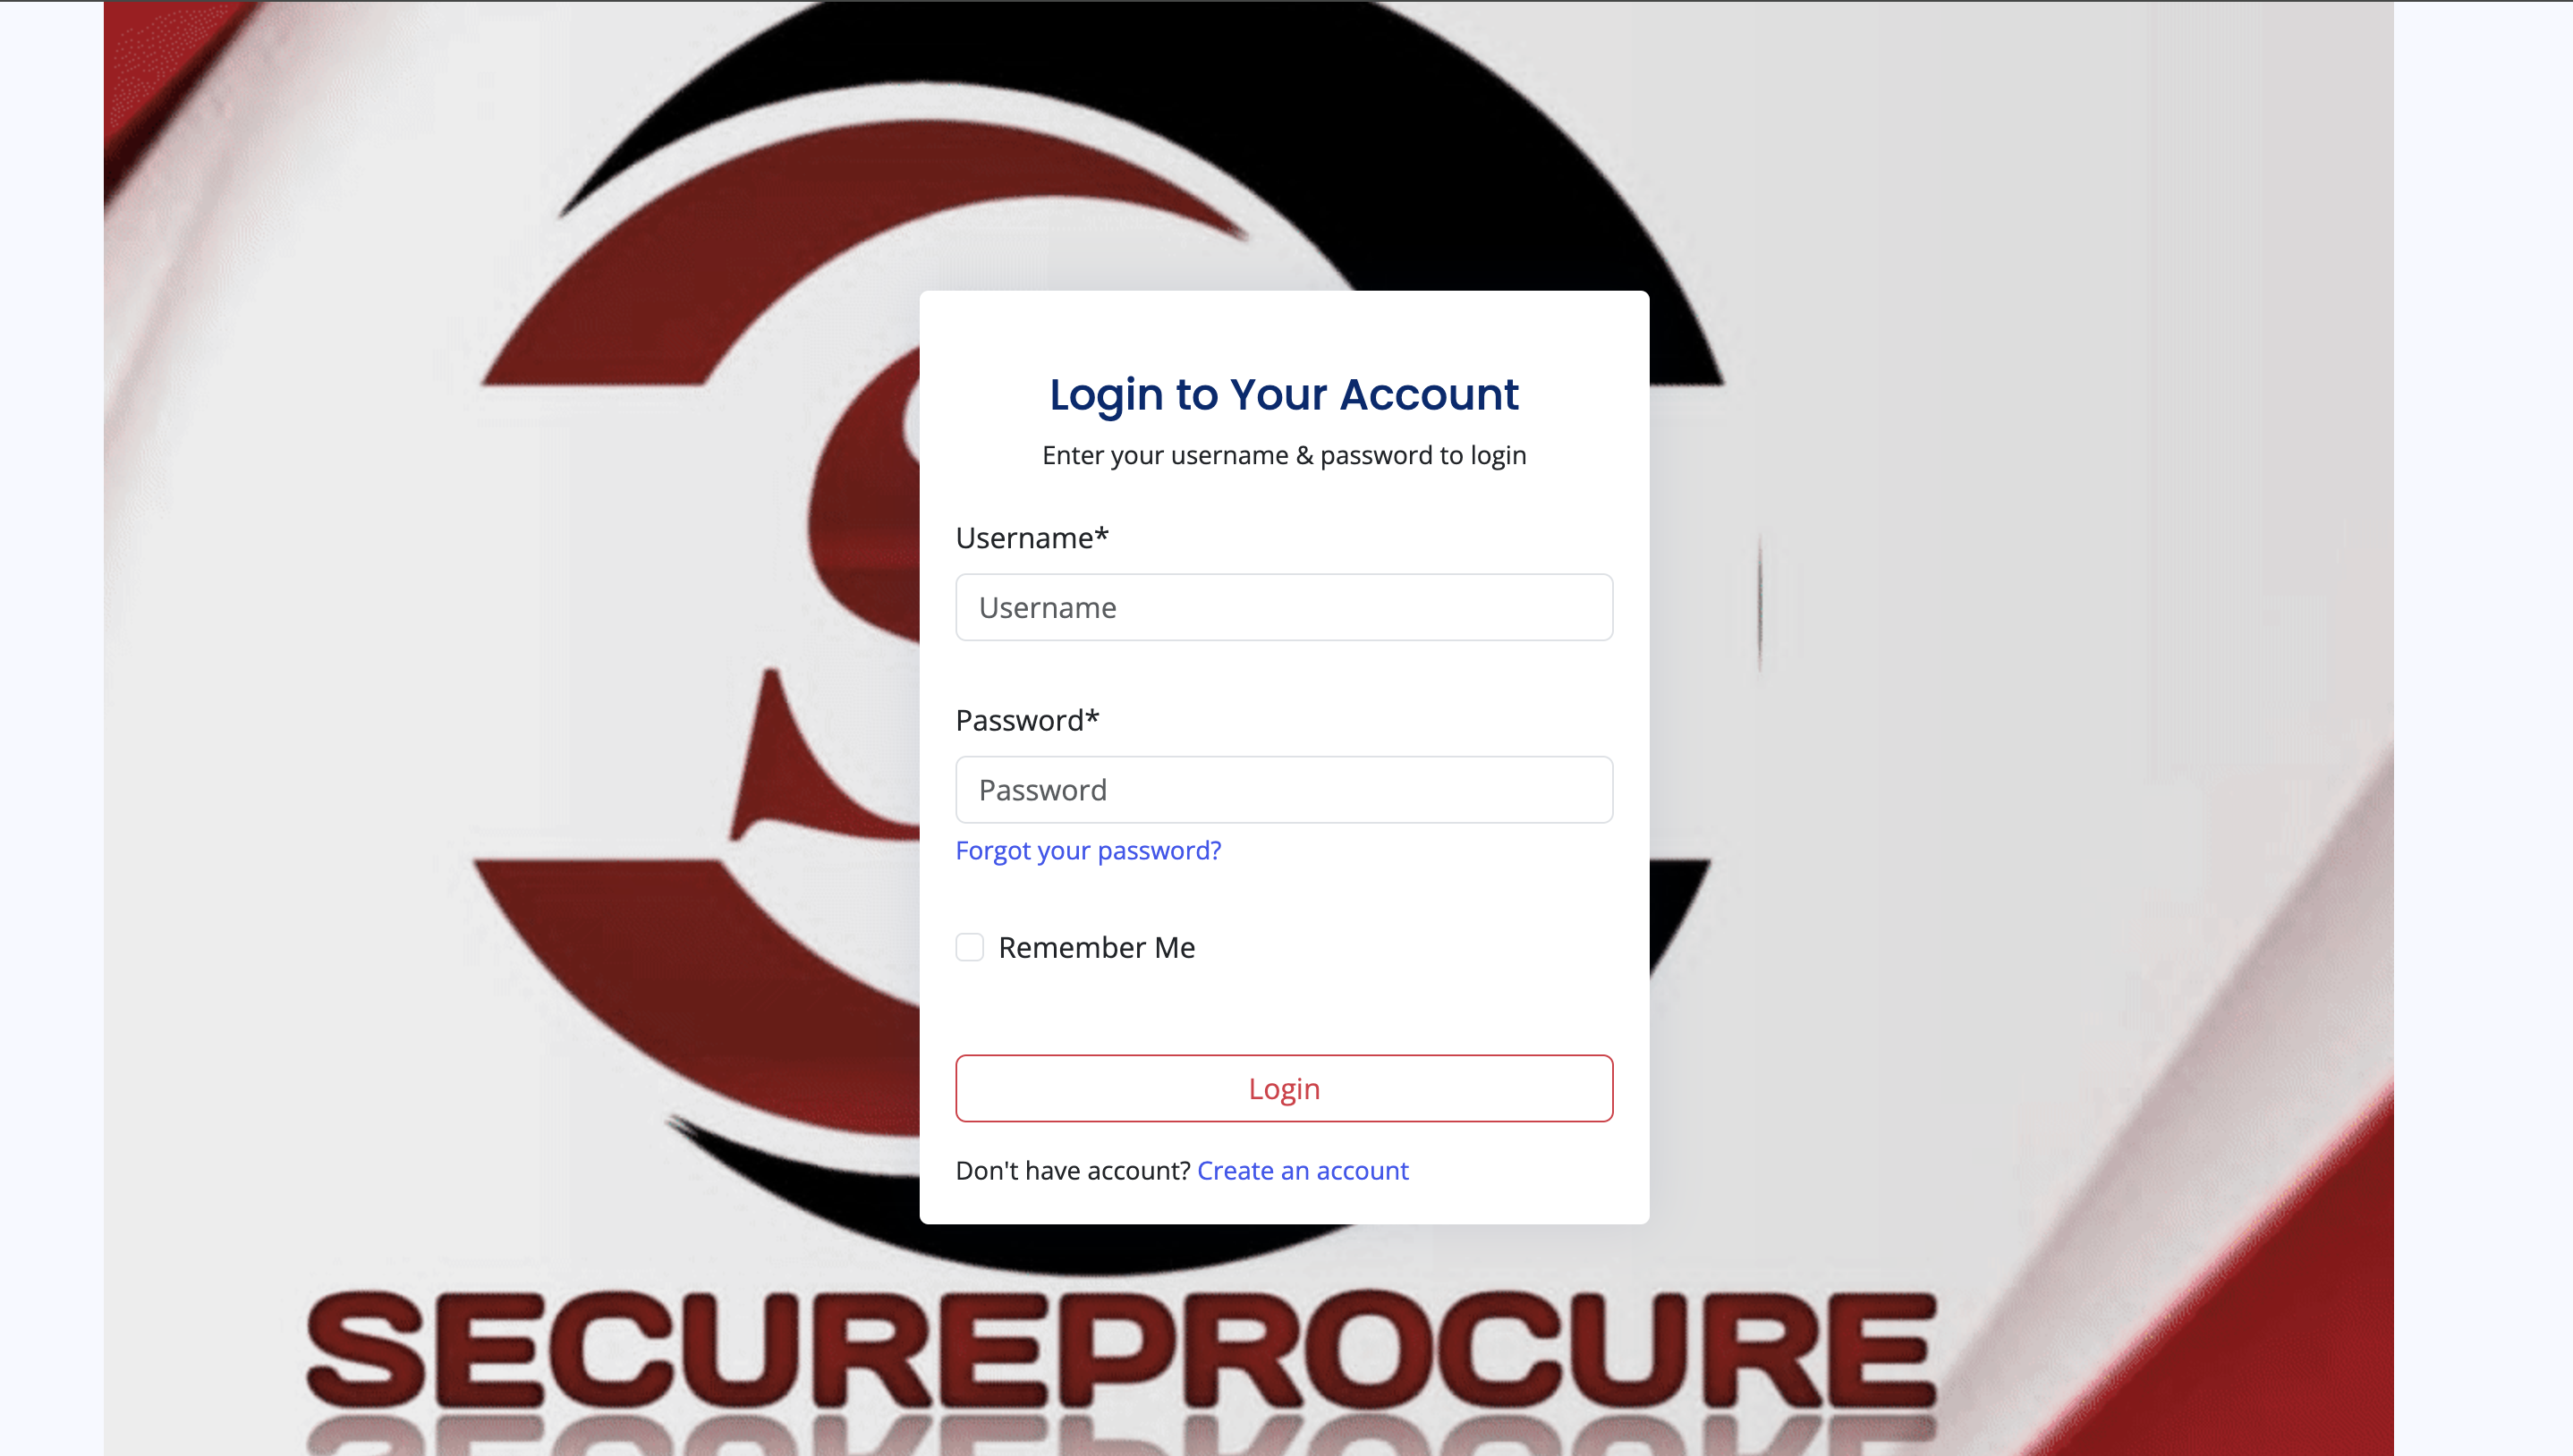 Login to Your Account
Enter your username & password to login
Username*
Username
Password*
Password
Forgot your password?
Remember Me
Login
Don't have account? Create an account
SECUREPROCURE